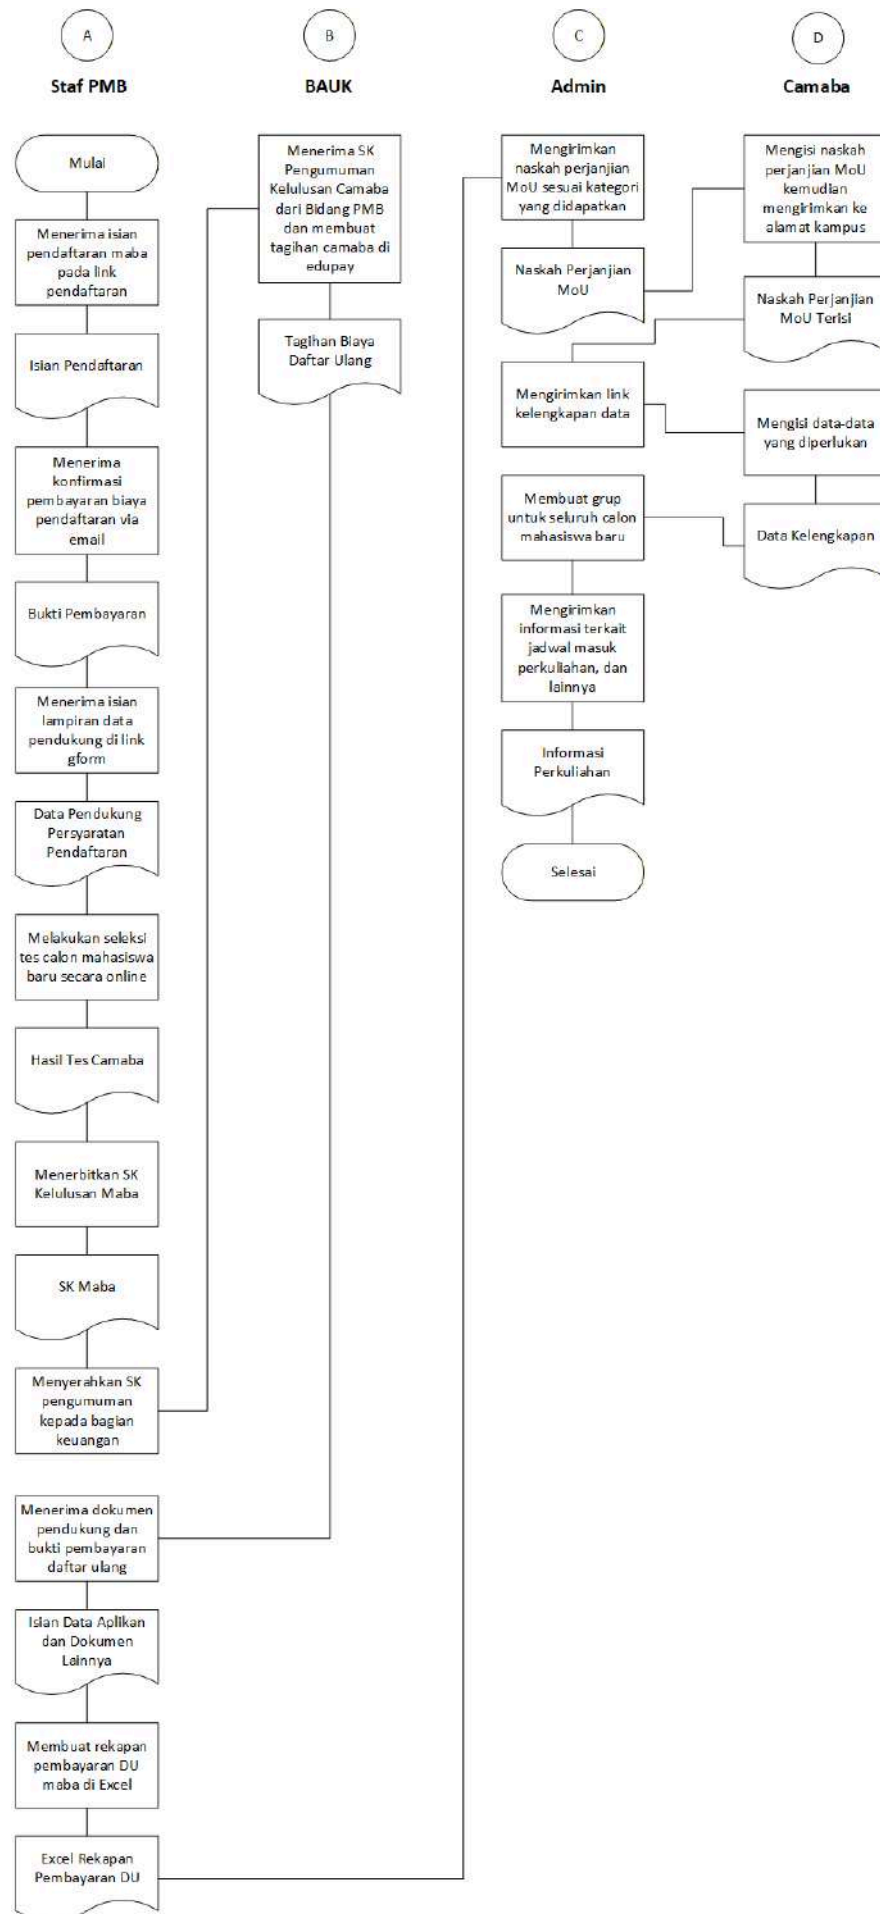 A
Staf PMB
Mulai
Menerima isian
pendaftaran maba
pada link
pendaftaran
Isian Pendaftaran
Menerima
konfirmasi
pembayaran biaya
pendaftaran via
email
Bukti Pembayaran
Menerima isian
lampiran data
pendukung di link
gform
Data Pendukung
Persyaratan
Pendaftaran
Melakukan seleksi
tes calon mahasiswa
baru secara online
Hasil Tes Camaba
Menerbitkan SK
Kelulusan Maba
SK Maba
Menyerahkan SK
pengumuman
kepada bagian
keuangan
Menerima dokumen
pendukung dan
bukti pembayaran
daftar ulang
Isian Data Aplikan
dan Dokumen
Lainnya
Membuat rekapan
pembayaran DU
maba di Excel
Excel Rekapan
Pembayaran DU
B
BAUK
Menerima SK
Pengumuman
Kelulusan Camaba
dari Bidang PMB
dan membuat
tagihan camaba di
edupay
Tagihan Biaya
Daftar Ulang
C
Admin
Mengirimkan
naskah perjanjian
MoU sesuai kategori
yang didapatkan
Naskah Perjanjian
MoU
Mengirimkan link
kelengkapan data
Membuat grup
untuk seluruh calon
mahasiswa baru
Mengirimkan
informasi terkait
jadwal masuk
perkuliahan, dan
lainnya
Informasi
Perkuliahan
Selesai
D
Camaba
Mengisi naskah
perjanjian MoU
kemudian
mengirimkan ke
alamat kampus
Naskah Perjanjian
MoU Terisi
Mengisi data-data
yang diperlukan
Data Kelengkapan